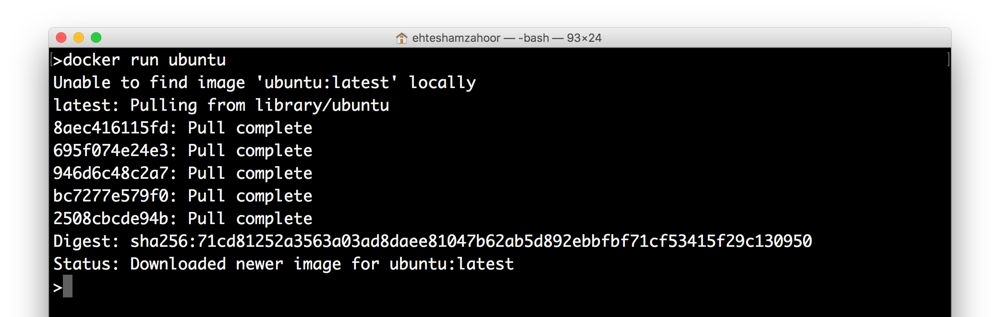 ehteshamzahoor — -bash — 93×24
>docker run ubuntu
Unable to find image 'ubuntu:latest' locally
latest: Pulling from library/ubuntu
8aec416115fd: Pull complete
695f074e24e3: Pull complete
946d6c48c2a7: Pull complete
bc7277e579f0: Pull complete
2508cbcde94b: Pull complete
Digest: sha256:71cd81252a3563a03ad8daee81047b62ab5d892ebbfbf71cf53415f29c130950
Status: Downloaded newer image for ubuntu:latest
>